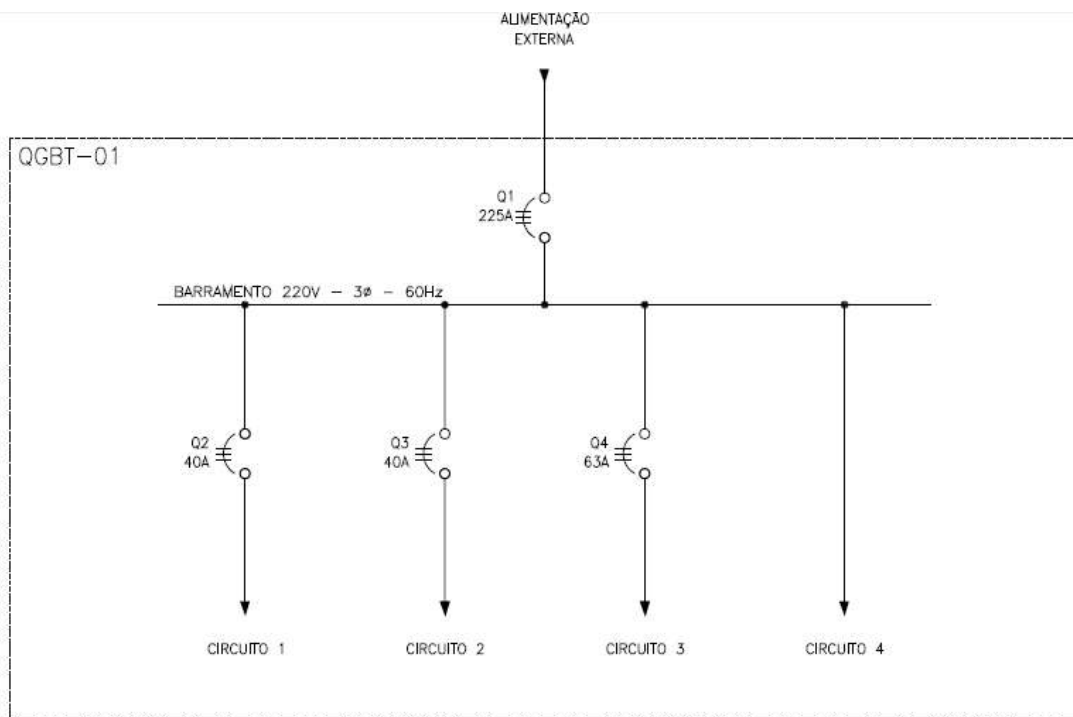 ALIMENTAÇÃO
EXTERNA
QGBT-01
Q1
225A
BARRAMENTO 220V - 3ø - 60Hz
Q2
40A
Q3
40A
Q4
63A
CIRCUITO 1
CIRCUITO 2
CIRCUITO 3
CIRCUITO 4